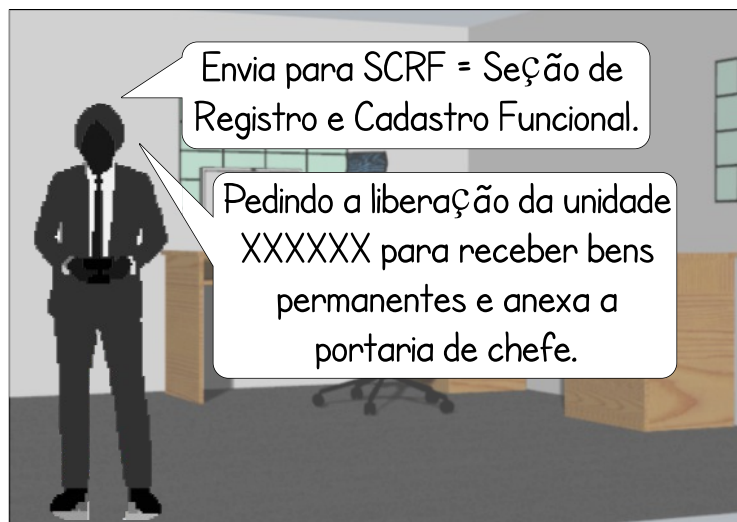 Envia para SCRF = Seção de
Registro e Cadastro Funcional.
Pedindo a liberação da unidade
XXXXXX para receber bens
permanentes e anexa a
portaria de chefe.